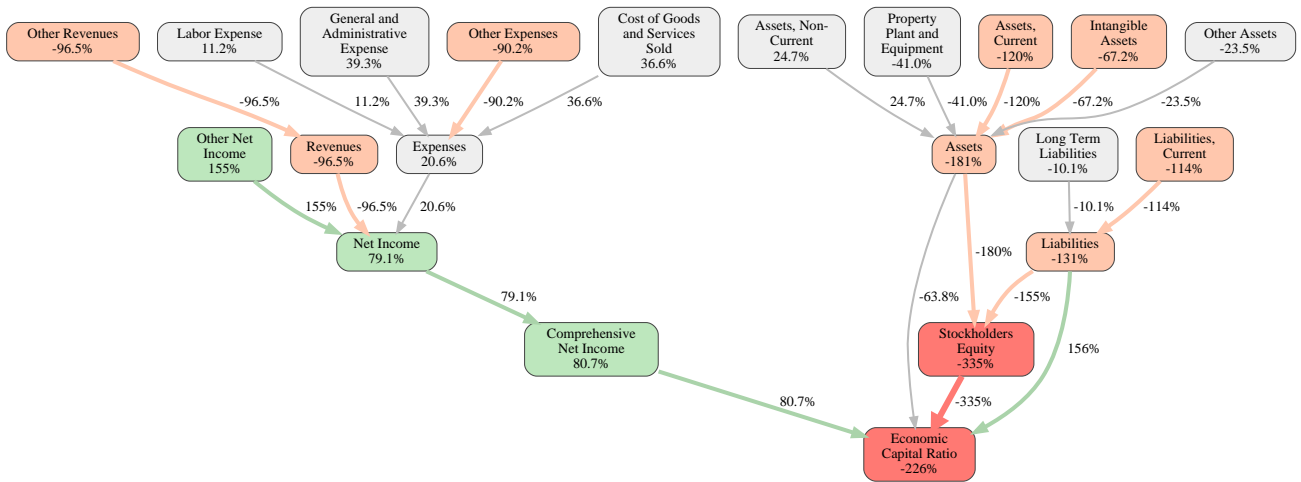 Other Revenues
-96.5%
Labor Expense
11.2%
General and
Administrative
Expense
39.3%
Other Expenses
-90.2%
Cost of Goods
and Services
Sold
36.6%
Assets, Non-
Current
24.7%
Property
Plant and
Equipment
-41.0%
Assets,
Current
-120%
Intangible
Assets
-67.2%
Other Assets
-23.5%
-96.5%
11.2%
39.3%
-90.2%
36.6%
24.7%
-41.0%
-120%
-67.2%
-23.5%
Other Net
Income
155%
Revenues
-96.5%
Expenses
20.6%
Assets
-181%
Long Term
Liabilities
-10.1%
Liabilities,
Current
-114%
155%
-96.5%
20.6%
-10.1%
-114%
Net Income
79.1%
-180%
Liabilities
-131%
79.1%
-63.8%
-155%
Comprehensive
Net Income
80.7%
Stockholders
Equity
-335%
156%
80.7%
-335%
Economic
Capital Ratio
-226%